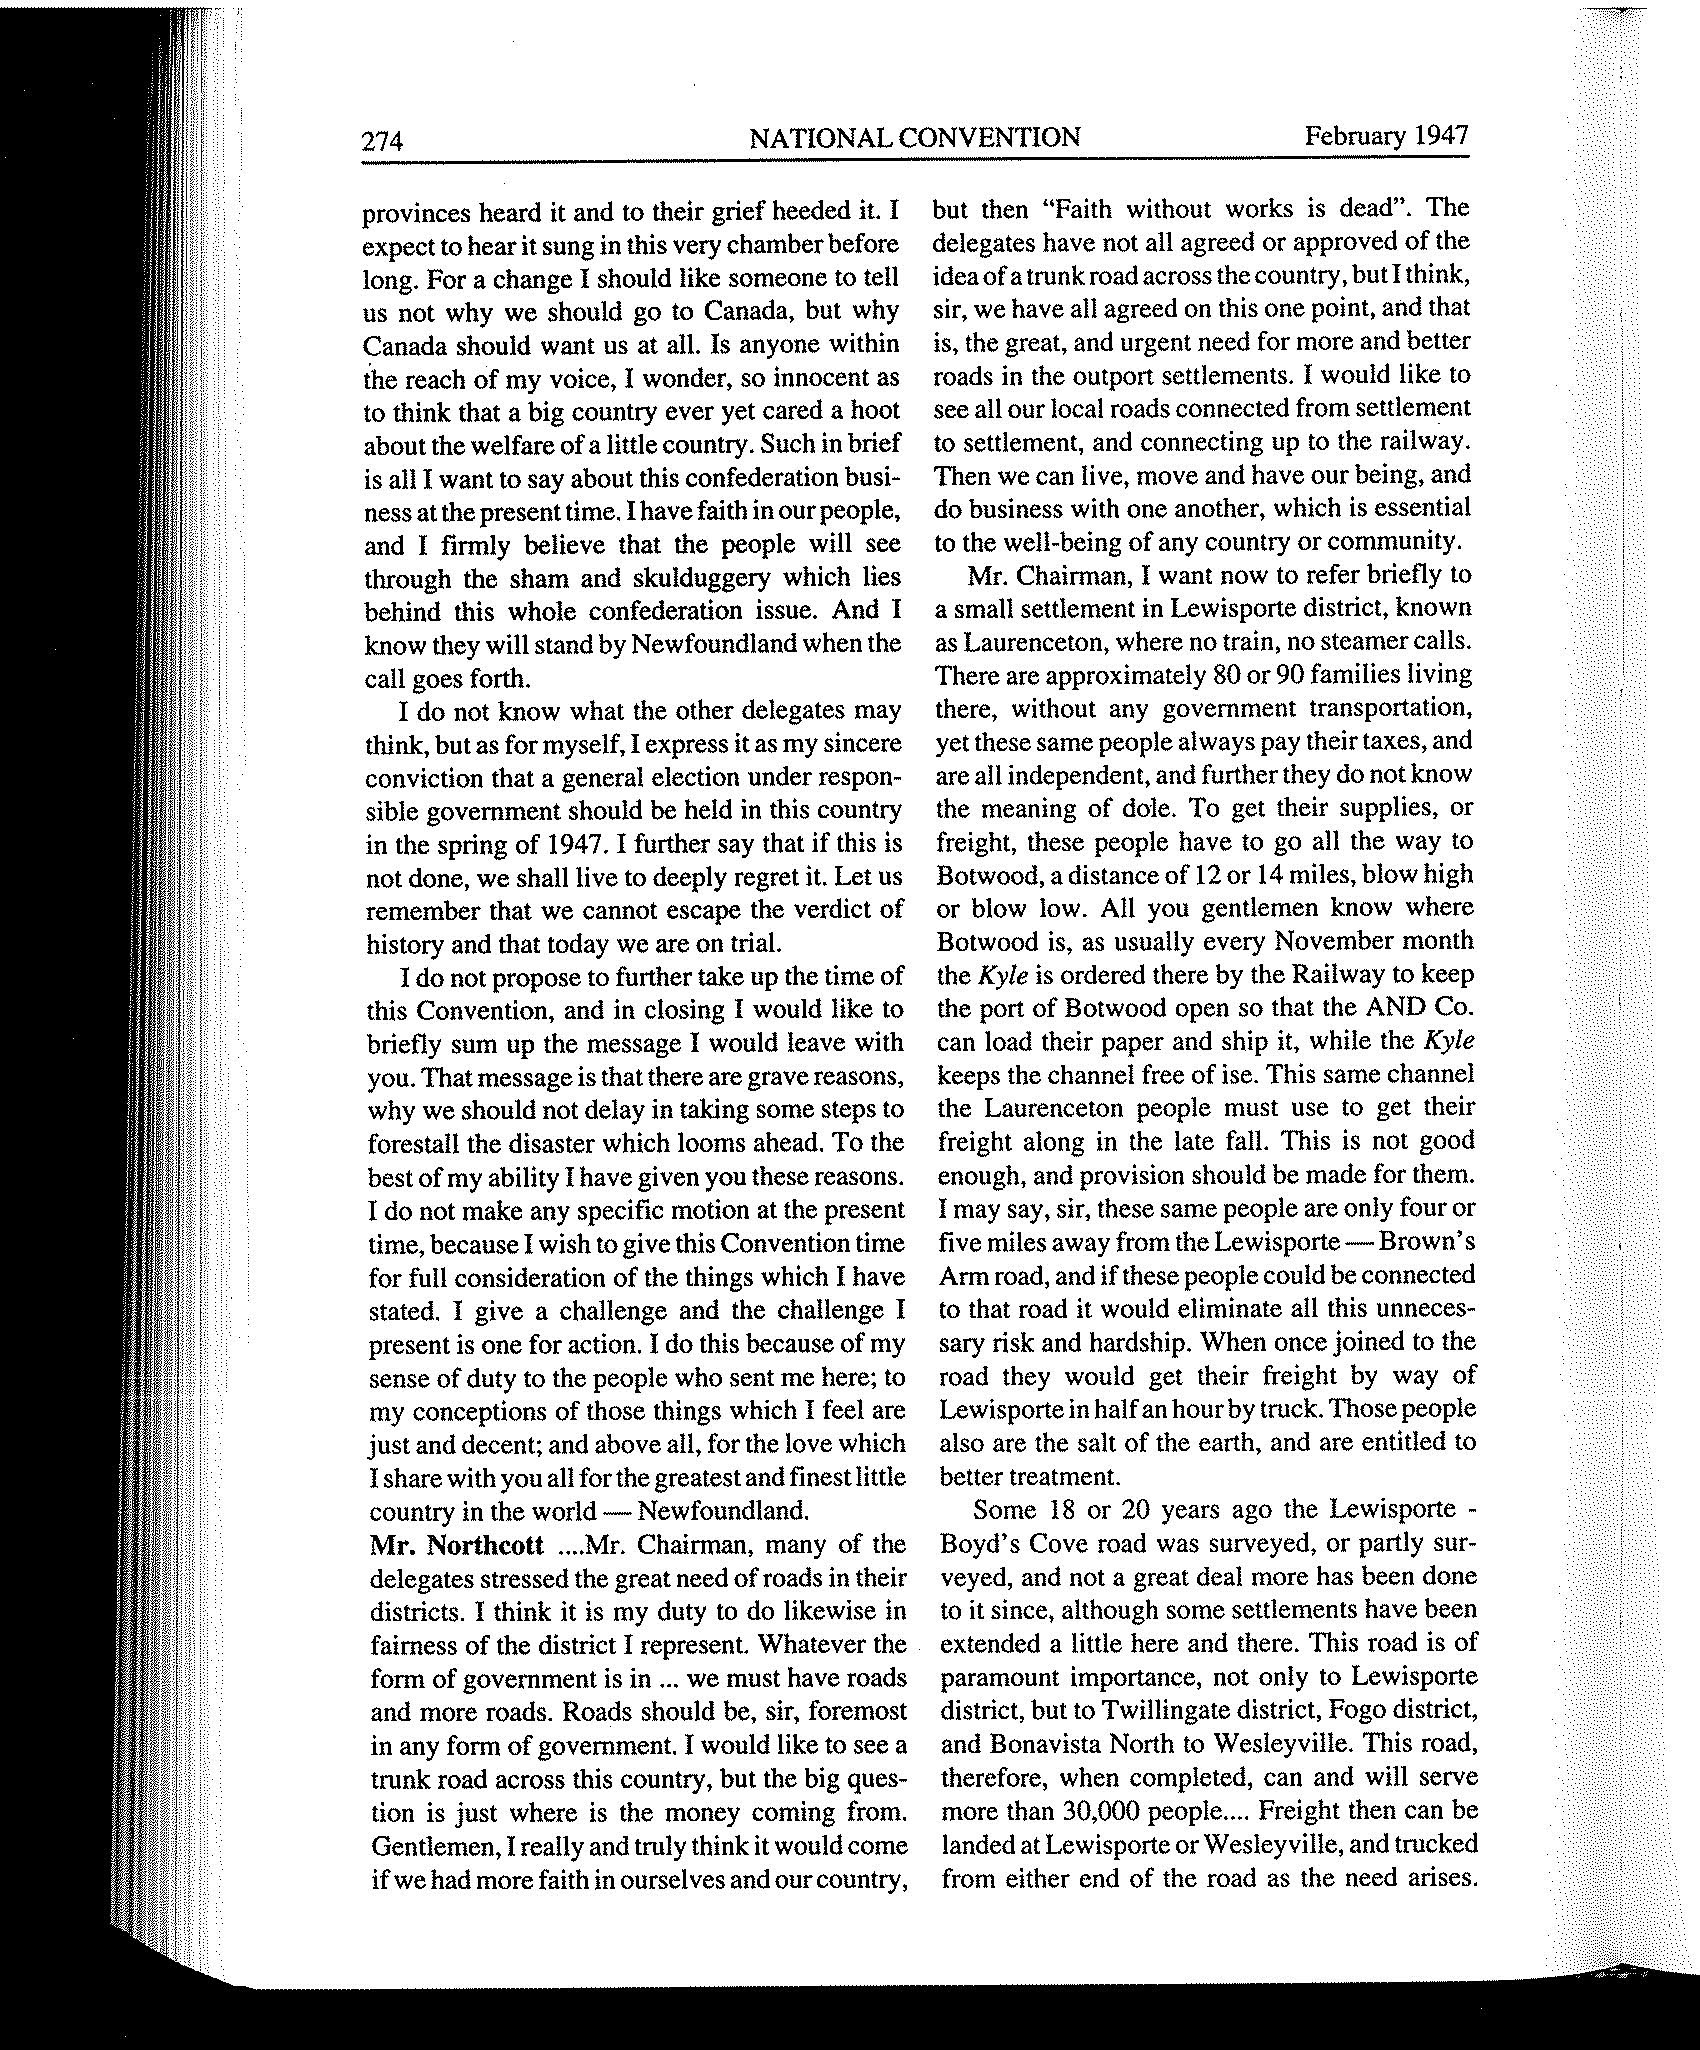 274 NATIONAL CONVENTION February 1947
provinces heard it and to their grief heeded it. I
expect to hear it sung in this very chamber before
long. For a change I should like someone to tell
us not why we should go to Canada, but why
Canada should want us at all. Is anyone within
the reach of my voice, I wonder, so innocent as
to think that a big country ever yet cared a hoot
about the welfare of a little country. Such in brief
is all I want to say about this confederation busi-
ness at the present time. I have faith in our people,
and I firmly believe that the people will see
through the sham and skulduggery which lies
behind this whole confederation issue. And I
know they will stand by Newfoundland when the
call goes forth.
I do not know what the other delegates may
think, but as for myself, I express it as my sincere
conviction that a general election under respon-
sible government should be held in this country
in the spring of 1947. I further say that if this is
not done, we shall live to deeply regret it. Let us
remember that we cannot escape the verdict of
history and that today we are on trial.
I do not propose to further take up the time of
this Convention, and in closing I would like to
briefly sum up the message I would leave with
you. That message is that there are grave reasons,
why we should not delay in taking some steps to
forestall the disaster which looms ahead. To the
best of my ability I have given you these reasons.
I do not make any specific motion at the present
time, because I wish to give this Convention time
for full consideration of the things which I have
stated. I give a challenge and the challenge I
present is one for action. I do this because of my
sense of duty to the people who sent me here; to
my conceptions of those things which I feel are
just and decent; and above all, for the love which
I share with you all for the greatest and finest little
country in the world — Newfoundland.
Mr. Northcott ....Mr. Chairman, many of the
delegates stressed the great need of roads in their
districts. I think it is my duty to do likewise in
fairness of the district I represent. Whatever the
form of government is in ... we must have roads
and more roads. Roads should be, sir, foremost
in any form of government. I would like to see a
trunk road across this country, but the big ques-
tion is just where is the money coming from.
Gentlemen, I really and truly think it would come
if we had more faith in ourselves and our country,
but then “Faith without works is dead”. The
delegates have not all agreed or approved of the
idea of a trunk road across the country, but I think,
sir, we have all agreed on this one point, and that
is, the great, and urgent need for more and better
roads in the outport settlements. I would like to
see all our local roads connected from settlement
to settlement, and connecting up to the railway.
Then we can live, move and have our being, and
do business with one another, which is essential
to the well-being of any country or community.
Mr. Chairman, I want now to refer briefly to
a small settlement in Lewisporte district, known
as Laurenceton, where no train, no steamer calls.
There are approximately 80 or 90 families living
there, without any government transportation,
yet these same people always pay their taxes, and
are all independent, and further they do not know
the meaning of dole. To get their supplies, or
freight, these people have to go all the way to
Botwood, a distance of 12 or 14 miles, blow high
or blow low. All you gentlemen know where
Botwood is, as usually every November month
the Kyle is ordered there by the Railway to keep
the port of Botwood open so that the AND Co.
can load their paper and ship it, while the Kyle
keeps the channel free of ise. This same channel
the Laurenceton people must use to get their
freight along in the late fall. This is not good
enough, and provision should be made for them.
I may say, sir, these same people are only four or
five miles away from the Lewisporte — Brown's
Arm road, and if these people could be connected
to that road it would eliminate all this unneces-
sary risk and hardship. When once joined to the
road they would get their freight by way of
Lewisporte in half an hour by truck. Those people
also are the salt of the earth, and are entitled to
better treatment.
Some 18 or 20 years ago the Lewisporte -
Boyd's Cove road was surveyed, or partly sur-
veyed, and not a great deal more has been done
to it since, although some settlements have been
extended a little here and there. This road is of
paramount importance, not only to Lewisporte
district, but to Twillingate district, Fogo district,
and Bonavista North to Wesleyville. This road,
therefore, when completed, can and will serve
more than 30,000 people.... Freight then can be
landed at Lewisporte or Wesleyville, and trucked
from either end of the road as the need arises.